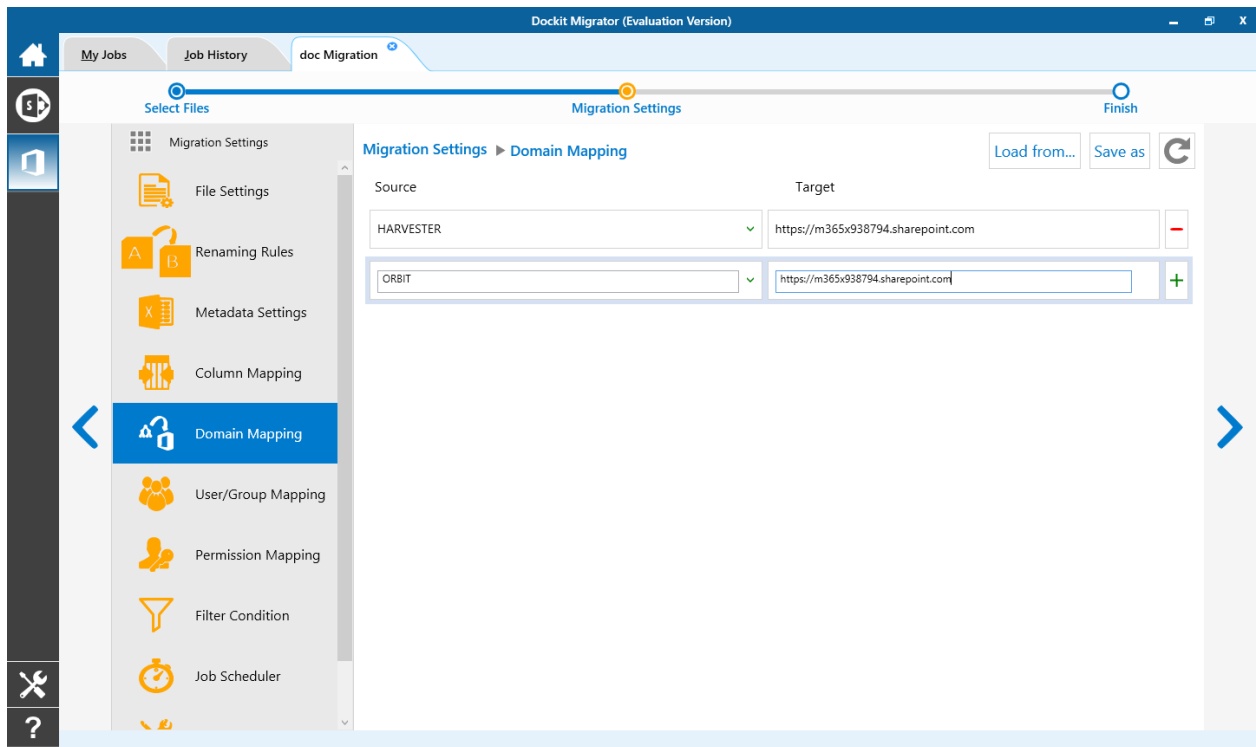 Dockit Migrator (Evaluation Version)
My Jobs
Job History
doc Migration
Select Files
Migration Settings
Finish
Migration Settings
File Settings
A B
Renaming Rules
X
Metadata Settings
Column Mapping
Domain Mapping
User/Group Mapping
Permission Mapping
Filter Condition
Job Scheduler
Migration Settings ▶ Domain Mapping
Load from...
Save as
Source
Target
HARVESTER
https://m365x938794.sharepoint.com
ORBIT
https://m365x938794.sharepoint.com
S
?